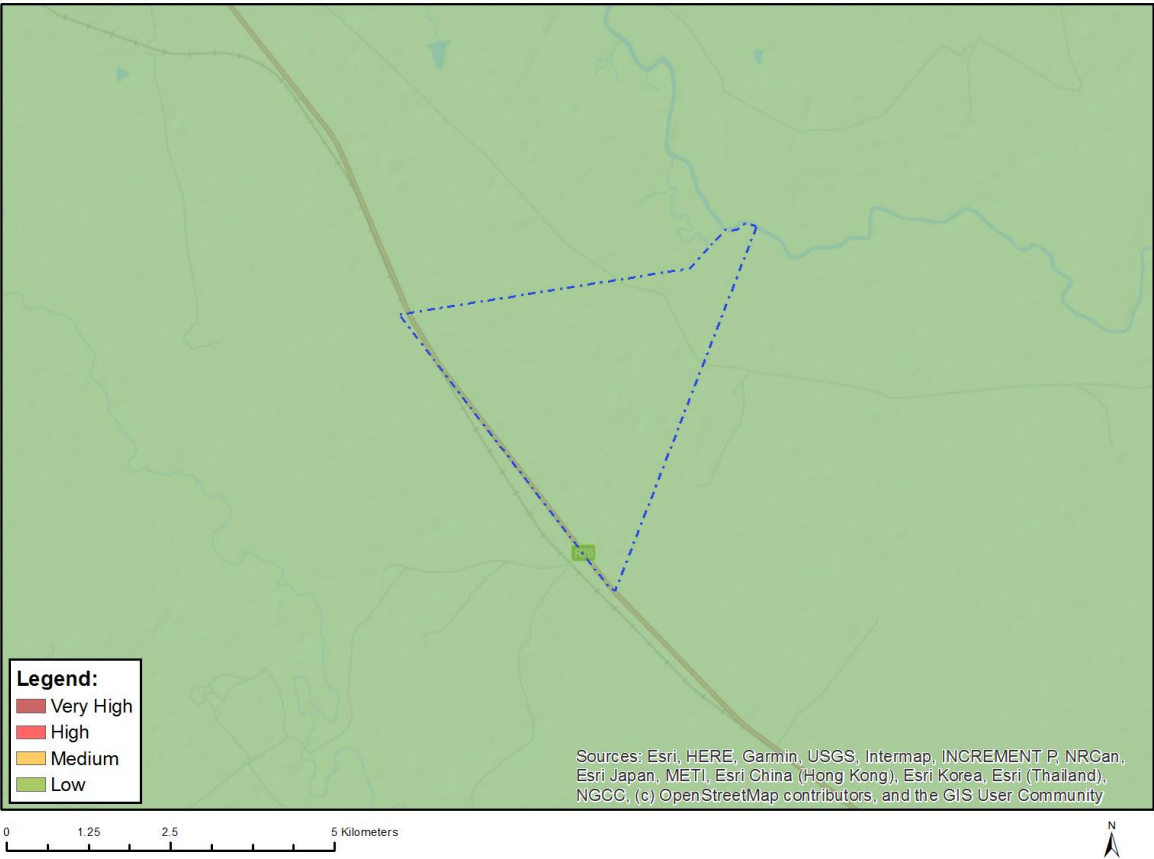 Legend:
Very High
High
Medium
Low
Sources: Esri, HERE, Garmin, USGS, Intermap, INCREMENT P, NRCan,
Esri Japan, METI, Esri China (Hong Kong), Esri Korea, Esri (Thailand),
NGCC, (c) OpenStreetMap contributors, and the GIS User Community
0 1.25 2.5 5 Kilometers
N